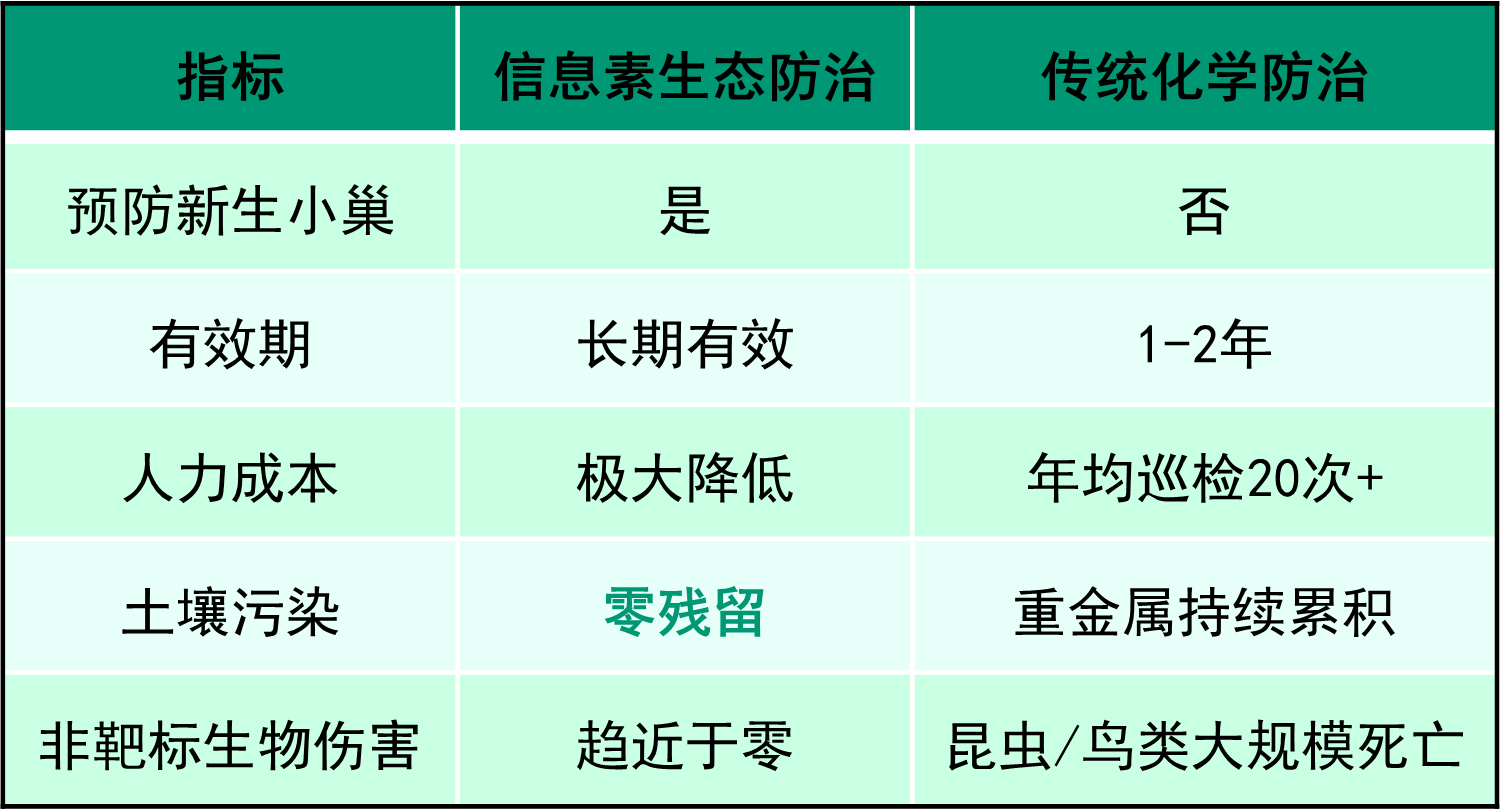 指标 信息素生态防治 传统化学防治
预防新生小巢 是 否
有效期 长期有效 1-2年
人力成本 极大降低 年均巡检20次+
土壤污染 零残留 重金属持续累积
非靶标生物伤害 趋近于零 昆虫/鸟类大规模死亡